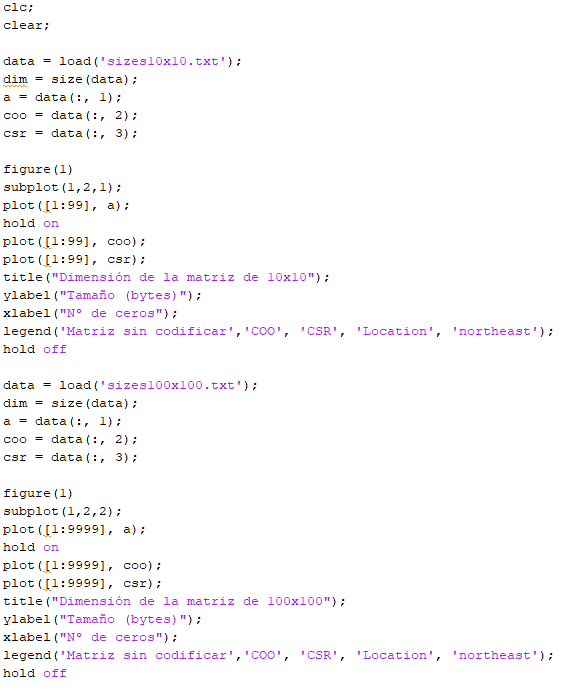 clc;
clear;
data = load('sizes10x10.txt');
dim = size(data);
a = data(:, 1);
coo = data(:, 2);
csr = data(:, 3);
figure(1)
subplot(1,2,1);
plot([1:99], a);
hold on
plot([1:99], coo);
plot([1:99], csr);
title("Dimensión de la matriz de 10x10");
ylabel("Tamaño (bytes)");
xlabel("Nº de ceros");
legend('Matriz sin codificar','COO', 'CSR', 'Location', 'northeast');
hold off
data = load('sizes100x100.txt');
dim = size(data);
a = data(:, 1);
coo = data(:, 2);
csr = data(:, 3);
figure(1)
subplot(1,2,2);
plot([1:9999], a);
hold on
plot([1:9999], coo);
plot([1:9999], csr);
title("Dimensión de la matriz de 100x100");
ylabel("Tamaño (bytes)");
xlabel("Nº de ceros");
legend('Matriz sin codificar','COO', 'CSR', 'Location', 'northeast');
hold off